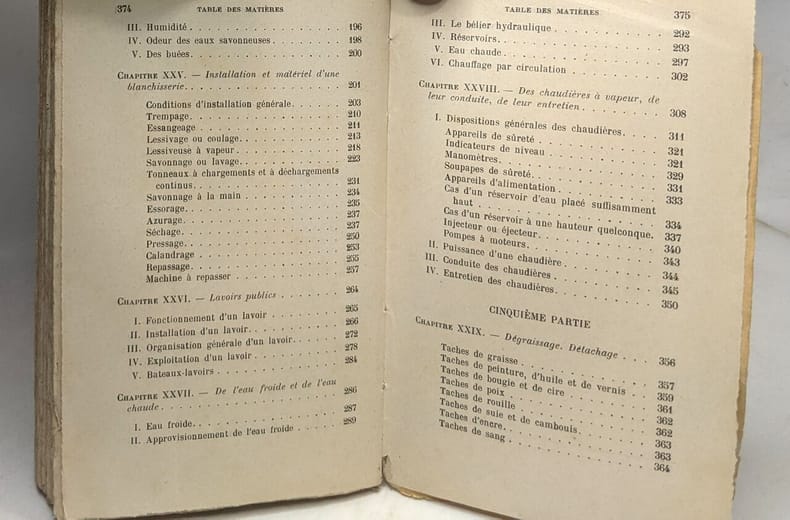 374 TABLE DES MATIÈRES
III. Humidité 196
IV. Odeur des eaux savonneuses 198
V. Des buées 200
CHAPITRE XXV. — Installation et matériel d'une
blanchisserie 201
Conditions d'installation générale 203
Trempage 210
Essangeage 211
Lessivage ou coulage 213
Lessiveuse à vapeur 218
Savonnage ou lavage 223
Tonneaux à chargements et à déchargements
continus 231
Savonnage à la main 234
Essorage 235
Azurage 237
Séchage 237
Pressage 250
Calandrage 253
Repassage 255
Machine à repasser 257
CHAPITRE XXVI. — Lavoirs publics 264
I. Fonctionnement d'un lavoir 265
II. Installation d'un lavoir 266
III. Organisation générale d'un lavoir 272
IV. Exploitation d'un lavoir 278
V. Bateaux-lavoirs 284
CHAPITRE XXVII. — De l'eau froide et de l'eau
chaude 286
I. Eau froide 287
II. Approvisionnement de l'eau froide 289
TABLE DES MATIÈRES 375
III. Le bélier hydraulique 292
IV. Réservoirs 293
V. Eau chaude 297
VI. Chauffage par circulation 302
CHAPITRE XXVIII. — Des chaudières à vapeur, de
leur conduite, de leur entretien 308
I. Dispositions générales des chaudières 311
Appareils de sûreté 321
Indicateurs de niveau 321
Manomètres 329
Soupapes de sûreté 331
Appareils d'alimentation 333
Cas d'un réservoir d'eau placé suffisamment
haut 334
Cas d'un réservoir à une hauteur quelconque. 337
Injecteur ou éjecteur 340
Pompes à moteurs 343
II. Puissance d'une chaudière 344
III. Conduite des chaudières 345
IV. Entretien des chaudières 350
CINQUIÈME PARTIE
CHAPITRE XXIX. — Dégraissage. Détachage 356
Taches de graisse 357
Taches de peinture, d'huile et de vernis 359
Taches de bougie et de cire 361
Taches de poix 362
Taches de rouille 362
Taches de suie et de cambouis 363
Taches d'encre 363
Taches de sang 364